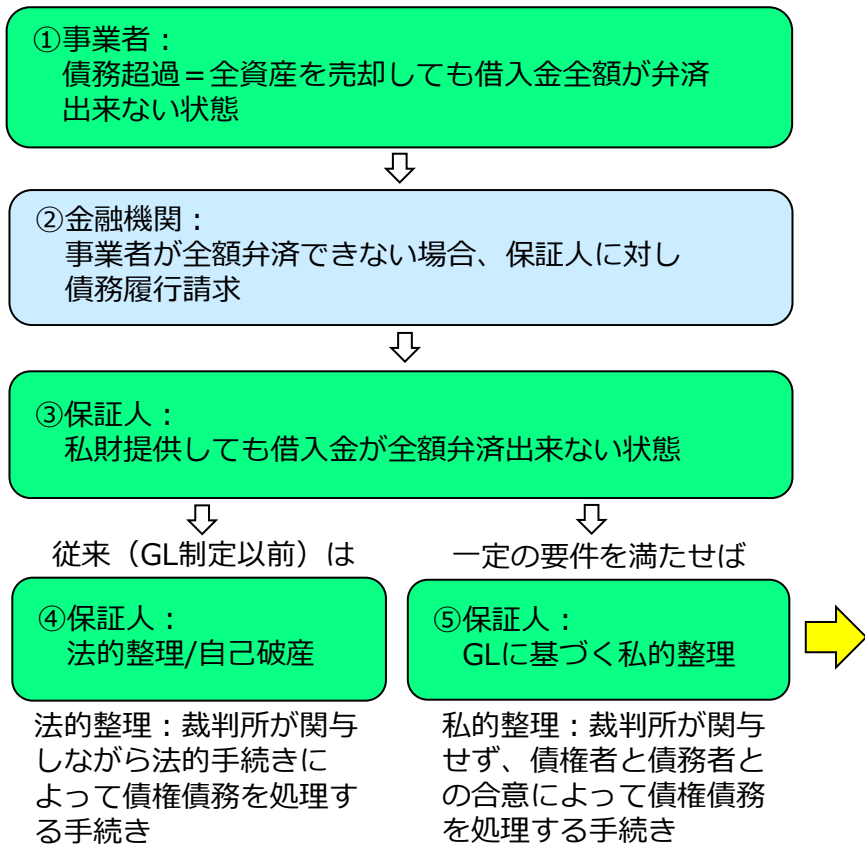 ①事業者：
債務超過＝全資産を売却しても借入金全額が弁済
出来ない状態
②金融機関：
事業者が全額弁済できない場合、保証人に対し
債務履行請求
③保証人：
私財提供しても借入金が全額弁済出来ない状態
従来（GL制定以前）は
④保証人：
法的整理/自己破産
法的整理：裁判所が関与
しながら法的手続きに
よって債権債務を処理す
る手続き
一定の要件を満たせば
⑤保証人：
GLに基づく私的整理
私的整理：裁判所が関与
せず、債権者と債務者と
の合意によって債権債務
を処理する手続き